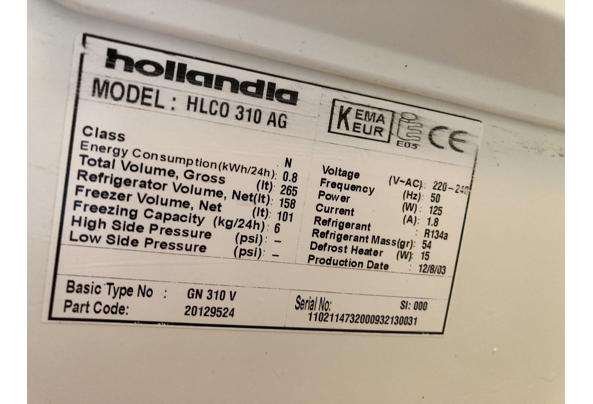 hollandia
MODEL : HLCO 310 AG
KEMA KEUR
E05
CE
Class : N
Energy Consumption(kWh/24h): 0.8
Total Volume, Gross (lt): 265
Refrigerator Volume, Net(lt): 158
Freezer Volume, Net (lt): 101
Freezing Capacity (kg/24h): 6
High Side Pressure (psi): –
Low Side Pressure (psi): –
Voltage (V~AC): 220-240
Frequency (Hz): 50
Power (W): 125
Current (A): 1.8
Refrigerant : R134a
Refrigerant Mass(gr): 54
Defrost Heater (W): 15
Production Date : 12/8/03
Basic Type No : GN 310 V
Part Code: 20129524
Serial No: SI: 000
1102114732000932130031